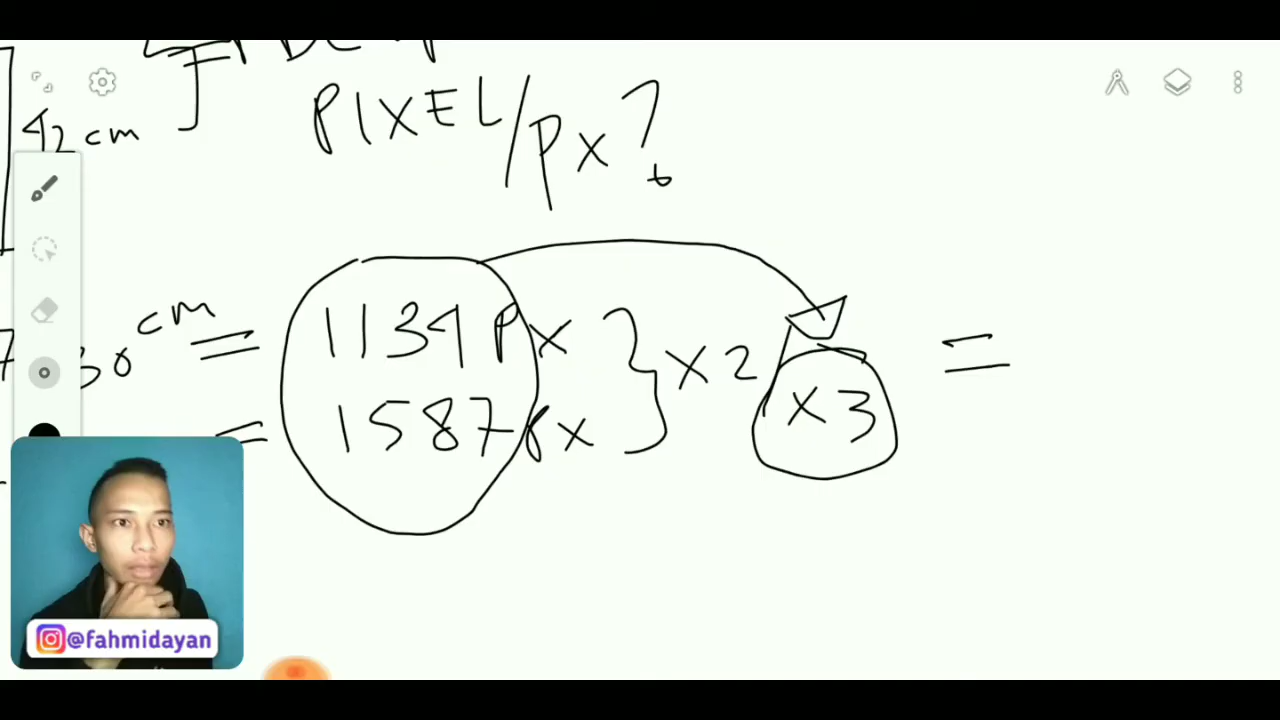 42 cm
PIXEL/px?
30 cm = 1134 px
= 1587 px
} x2
x3 =
@fahmidayan